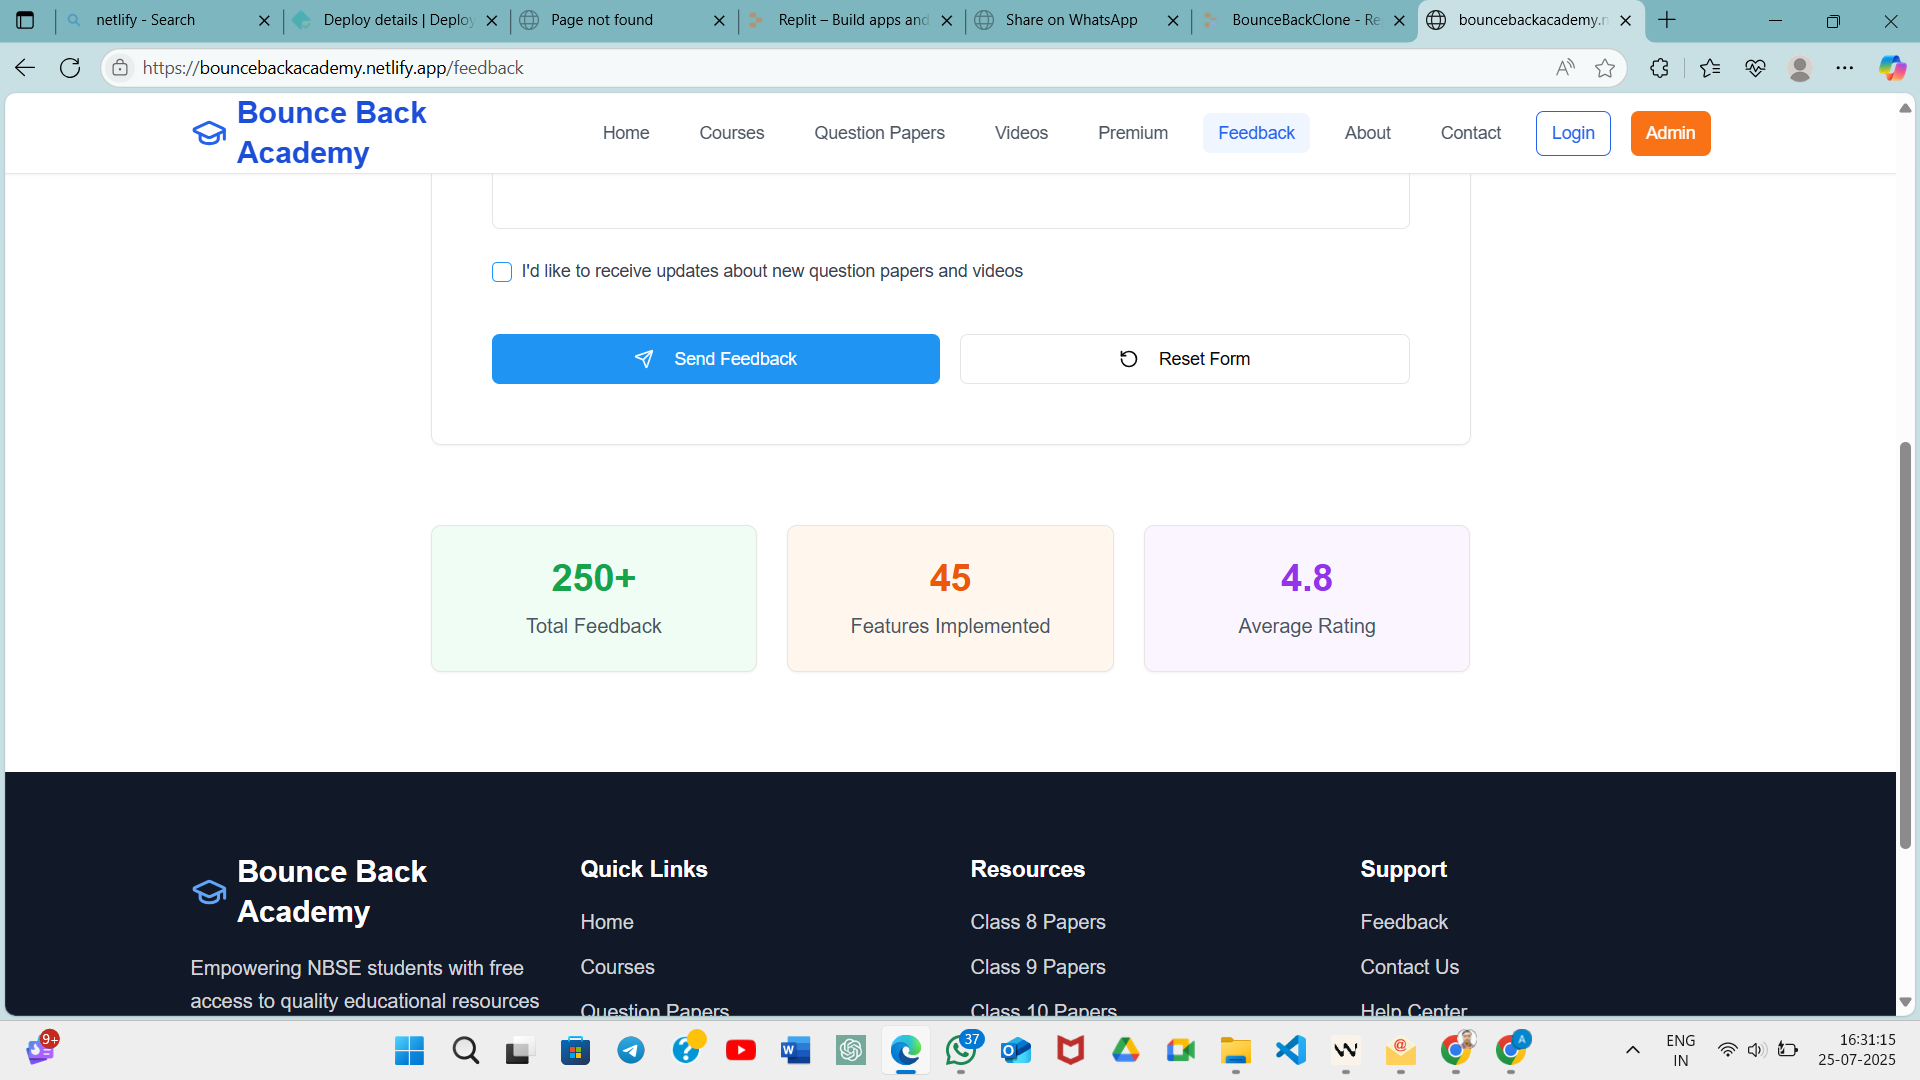 netlify - Search
Deploy details | Deploy
Page not found
Replit – Build apps and
Share on WhatsApp
BounceBackClone - Re
bouncebackacademy.n
https://bouncebackacademy.netlify.app/feedback
Bounce Back
Academy
Home
Courses
Question Papers
Videos
Premium
Feedback
About
Contact
Login
Admin
I'd like to receive updates about new question papers and videos
Send Feedback
Reset Form
250+
Total Feedback
45
Features Implemented
4.8
Average Rating
Bounce Back
Academy
Empowering NBSE students with free
access to quality educational resources
Quick Links
Home
Courses
Question Papers
Resources
Class 8 Papers
Class 9 Papers
Class 10 Papers
Support
Feedback
Contact Us
Help Center
9+
37
A
ENG
IN
16:31:15
25-07-2025